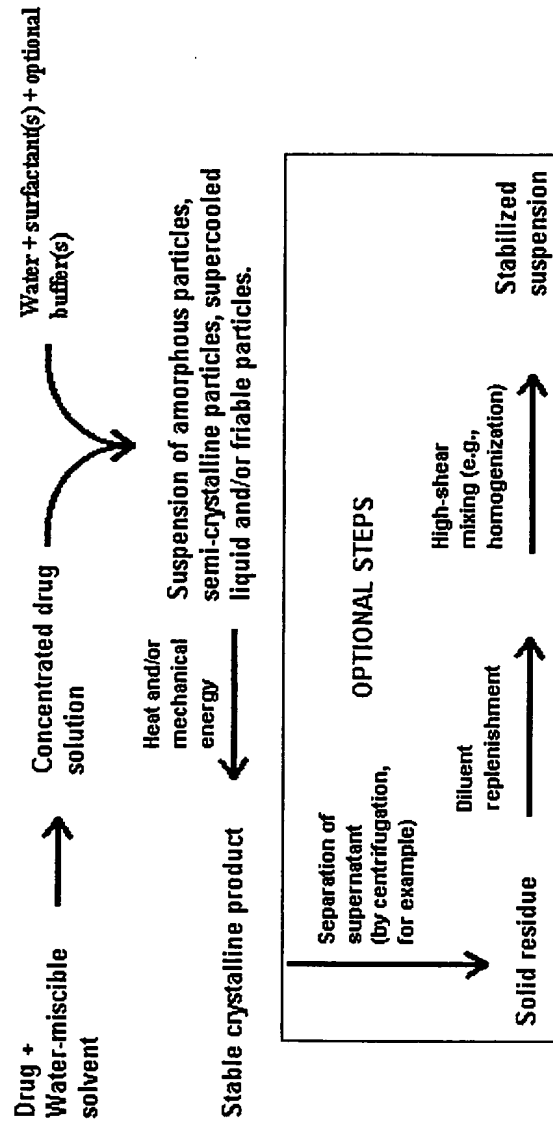 Drug +
Water-miscible
solvent
Concentrated drug
solution
Water + surfactant(s) + optional
buffer(s)
Suspension of amorphous particles,
semi-crystalline particles, supercooled
liquid and/or friable particles.
Heat and/or
mechanical
energy
Stable crystalline product
OPTIONAL STEPS
Separation of
supernatant
(by centrifugation,
for example)
Solid residue
Diluent
replenishment
High-shear
mixing (e.g.,
homogenization)
Stabilized
suspension